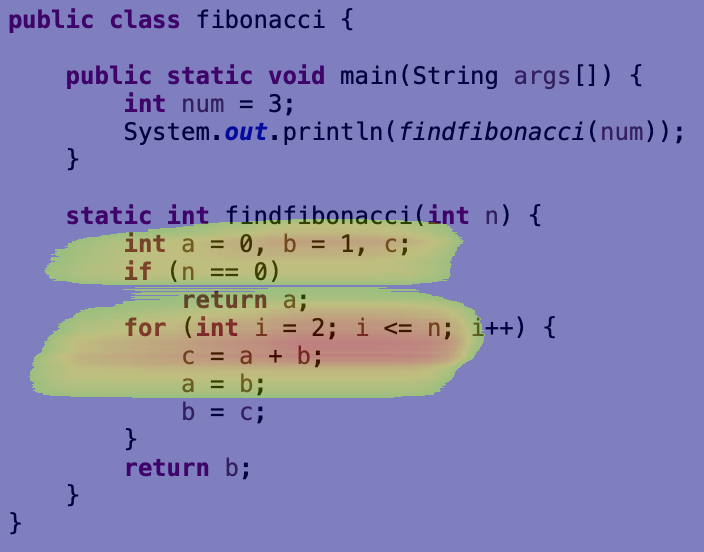 public class fibonacci {
    public static void main(String args[]) {
        int num = 3;
        System.out.println(findfibonacci(num));
    }
    static int findfibonacci(int n) {
        int a = 0, b = 1, c;
        if (n == 0)
            return a;
        for (int i = 2; i <= n; i++) {
            c = a + b;
            a = b;
            b = c;
        }
        return b;
    }
}